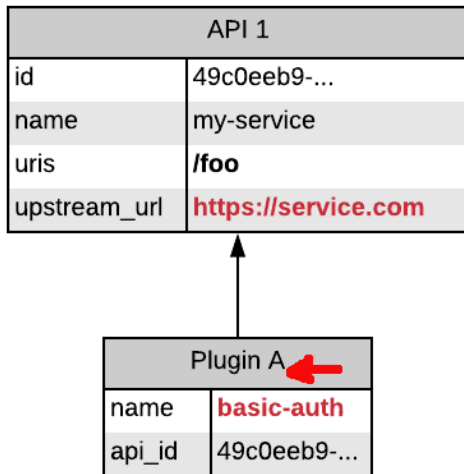 API 1
id 49c0eeb9-...
name my-service
uris /foo
upstream_url https://service.com
Plugin A
name basic-auth
api_id 49c0eeb9-...